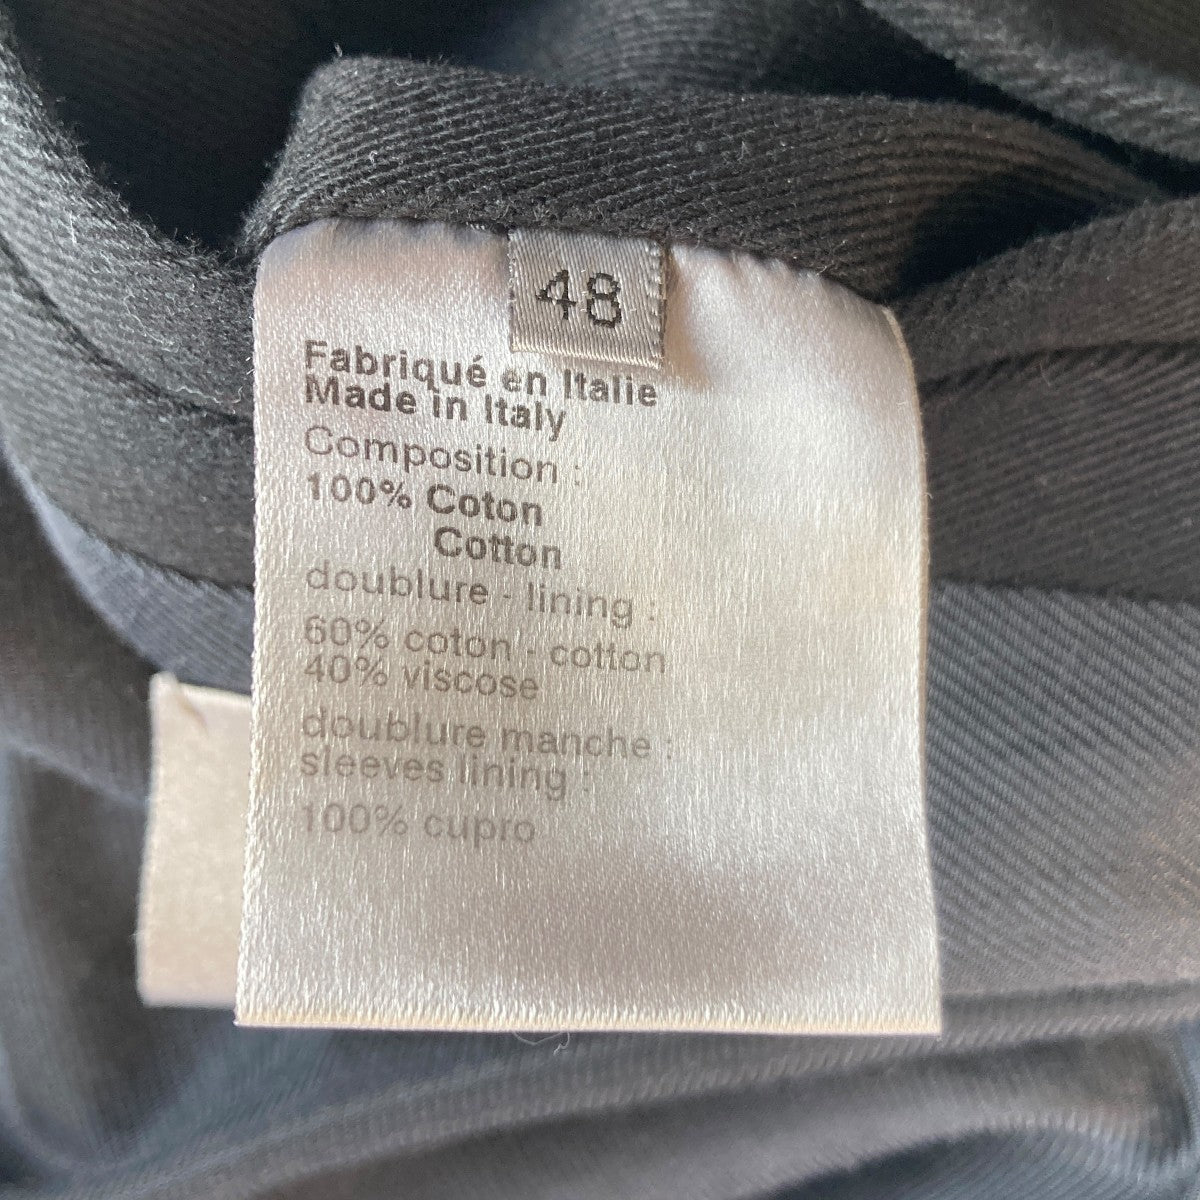 48
Fabriqué en Italie
Made in Italy
Composition :
100% Coton
Cotton
doublure - lining :
60% coton - cotton
40% viscose
doublure manche :
sleeves lining :
100% cupro